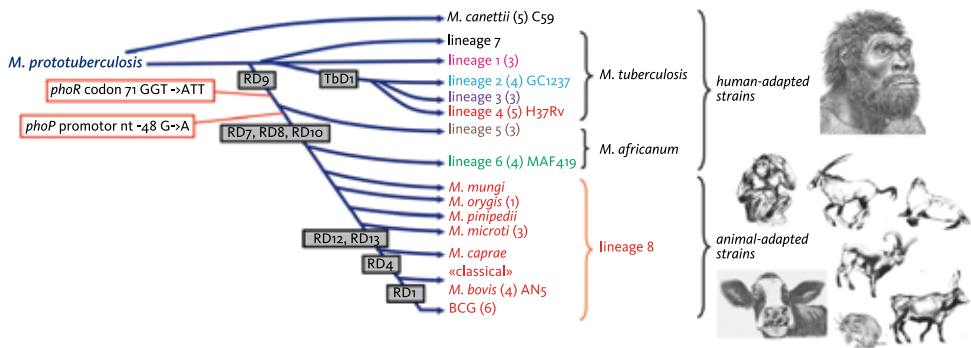 M. canettii (5) C59
lineage 7
M. prototuberculosis
lineage 1 (3)
RD9
TbD1
M. tuberculosis
human-adapted
strains
lineage 2 (4) GC1237
phoR codon 71 GGT ->ATT
lineage 3 (3)
lineage 4 (5) H37Rv
phoP promotor nt -48 G->A
RD7, RD8, RD10
lineage 5 (3)
M. africanum
lineage 6 (4) MAF419
M. mungi
M. orygis (1)
M. pinipedii
M. microti (3)
RD12, RD13
lineage 8
animal-adapted
strains
M. caprae
RD4
«classical»
M. bovis (4) AN5
RD1
BCG (6)